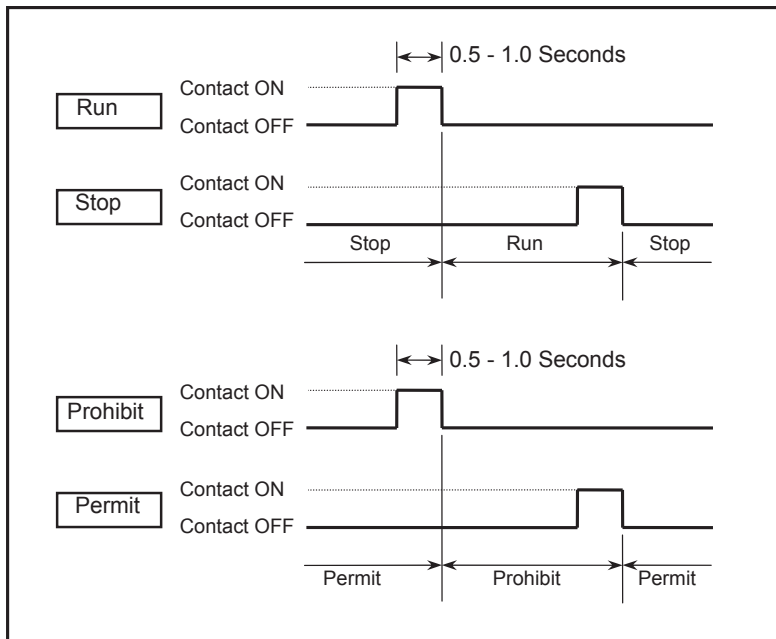 0.5 - 1.0 Seconds
Run
Contact ON
Contact OFF
Stop
Contact ON
Contact OFF
Stop
Run
Stop
0.5 - 1.0 Seconds
Prohibit
Contact ON
Contact OFF
Permit
Contact ON
Contact OFF
Permit
Prohibit
Permit